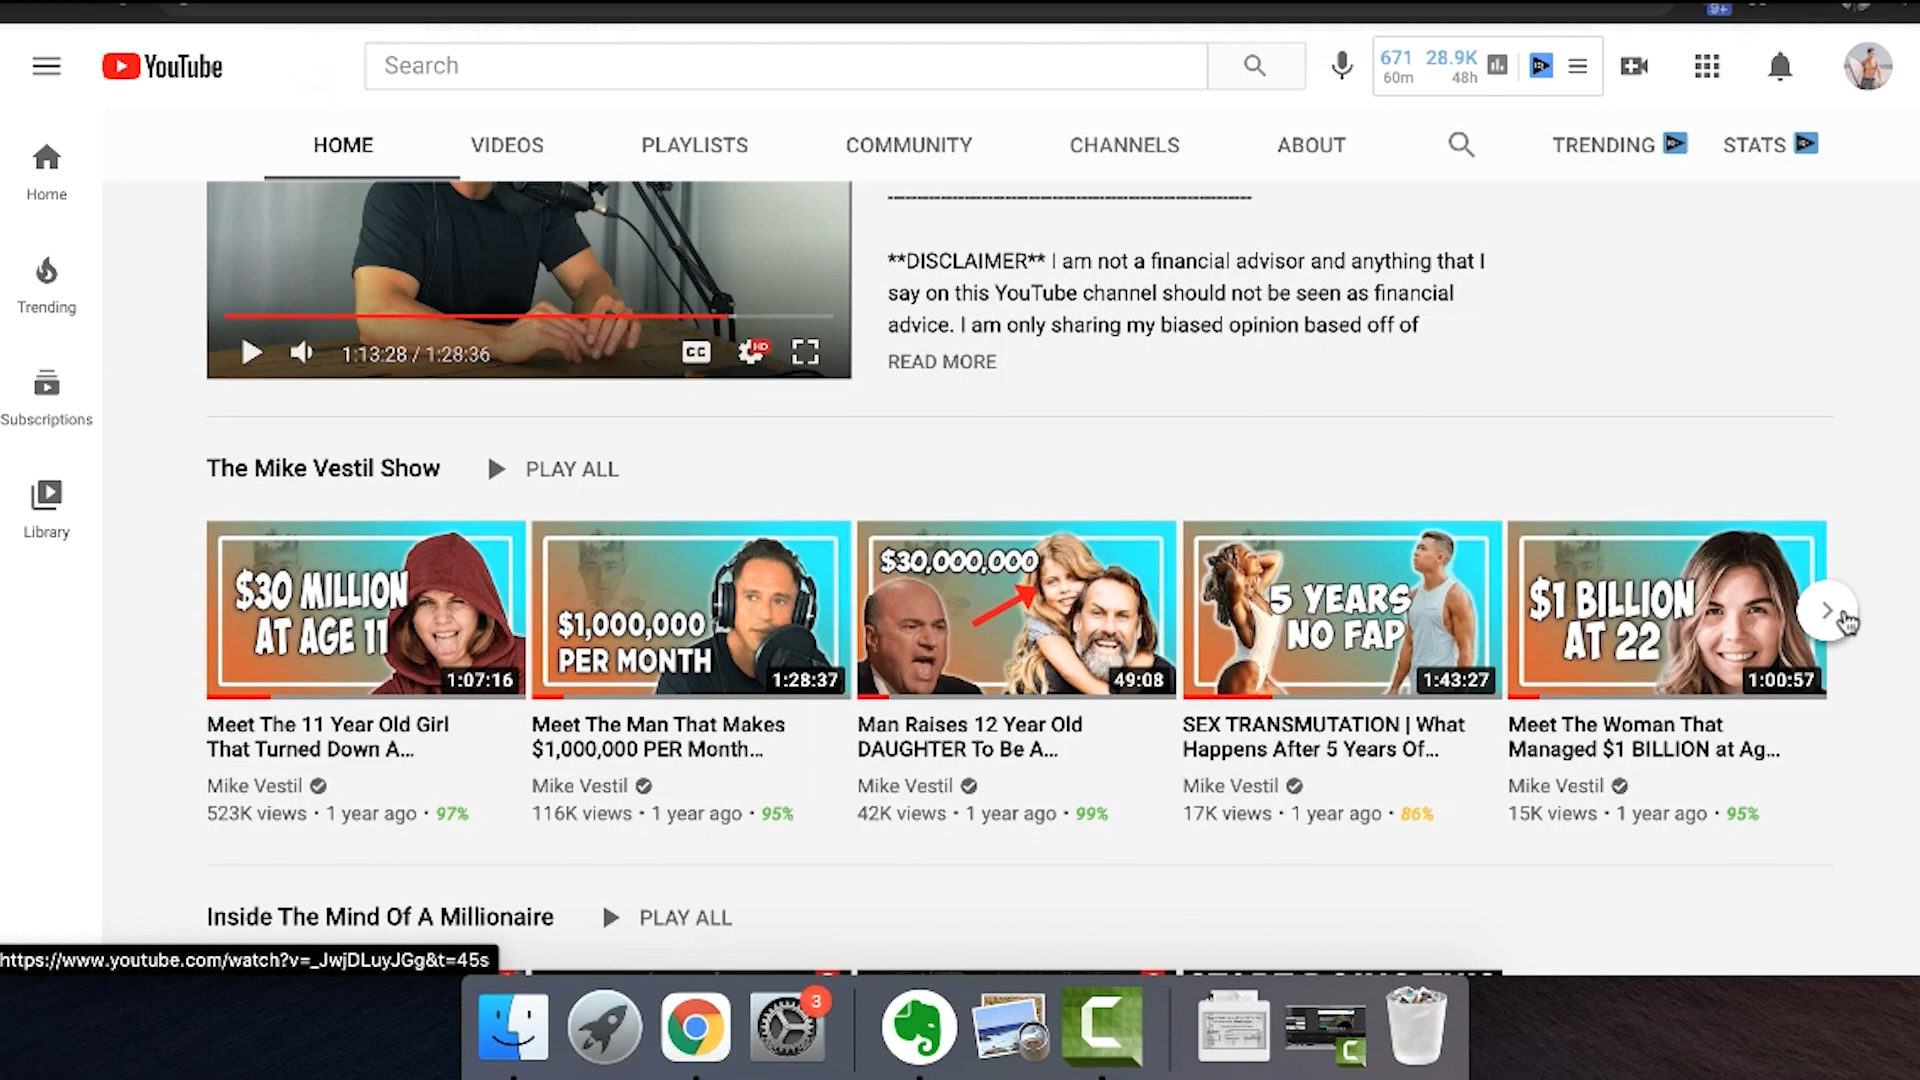 YouTube
Search
671 28.9K
60m 48h
9+
HOME VIDEOS PLAYLISTS COMMUNITY CHANNELS ABOUT TRENDING STATS
Home
Trending
Subscriptions
Library
1:13:28 / 1:28:36
CC
HD
**DISCLAIMER** I am not a financial advisor and anything that I
say on this YouTube channel should not be seen as financial
advice. I am only sharing my biased opinion based off of
READ MORE
The Mike Vestil Show PLAY ALL
$30 MILLION
AT AGE 11
1:07:16
$1,000,000
PER MONTH
1:28:37
$30,000,000
49:08
5 YEARS
NO FAP
1:43:27
$1 BILLION
AT 22
1:00:57
Meet The 11 Year Old Girl
That Turned Down A...
Mike Vestil
523K views • 1 year ago • 97%
Meet The Man That Makes
$1,000,000 PER Month...
Mike Vestil
116K views • 1 year ago • 95%
Man Raises 12 Year Old
DAUGHTER To Be A...
Mike Vestil
42K views • 1 year ago • 99%
SEX TRANSMUTATION | What
Happens After 5 Years Of...
Mike Vestil
17K views • 1 year ago • 86%
Meet The Woman That
Managed $1 BILLION at Ag...
Mike Vestil
15K views • 1 year ago • 95%
Inside The Mind Of A Millionaire PLAY ALL
https://www.youtube.com/watch?v=_JwjDLuyJGg&t=45s
3